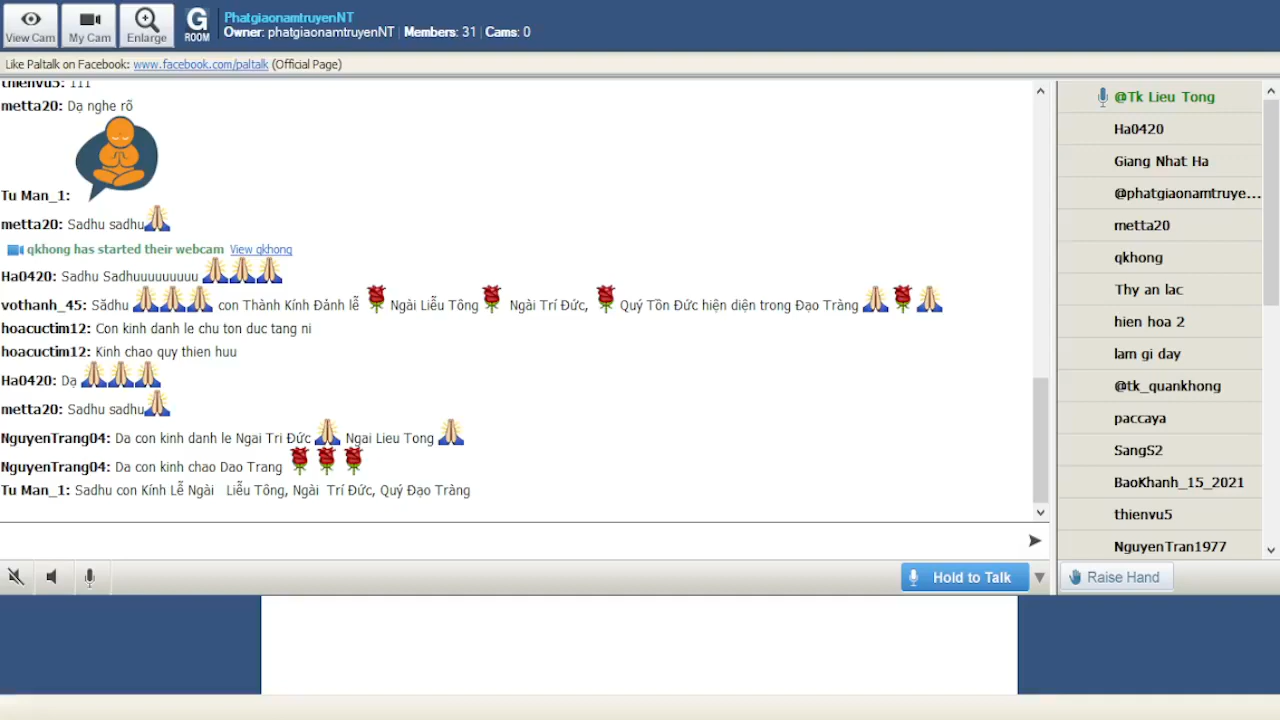 View Cam
My Cam
Enlarge
G
ROOM
PhatgiaonamtruyenNT
Owner: phatgiaonamtruyenNT | Members: 31 | Cams: 0
Like Paltalk on Facebook: www.facebook.com/paltalk (Official Page)
thienvu5: 111
metta20: Dạ nghe rõ
Tu Man_1:
metta20: Sadhu sadhu
qkhong has started their webcam View qkhong
Ha0420: Sadhu Sadhuuuuuuuuu
vothanh_45: Sādhu con Thành Kính Đảnh lễ Ngài Liễu Tông Ngài Trí Đức, Quý Tôn Đức hiện diện trong Đạo Tràng
hoacuctim12: Con kinh danh le chu ton duc tang ni
hoacuctim12: Kinh chao quy thien huu
Ha0420: Dạ
metta20: Sadhu sadhu
NguyenTrang04: Da con kinh danh le Ngai Tri Đức Ngai Lieu Tong
NguyenTrang04: Da con kinh chao Dao Trang
Tu Man_1: Sadhu con Kính Lễ Ngài Liễu Tông, Ngài Trí Đức, Quý Đạo Tràng
Hold to Talk
@Tk Lieu Tong
Ha0420
Giang Nhat Ha
@phatgiaonamtruye...
metta20
qkhong
Thy an lac
hien hoa 2
lam gi day
@tk_quankhong
paccaya
SangS2
BaoKhanh_15_2021
thienvu5
NguyenTran1977
Raise Hand